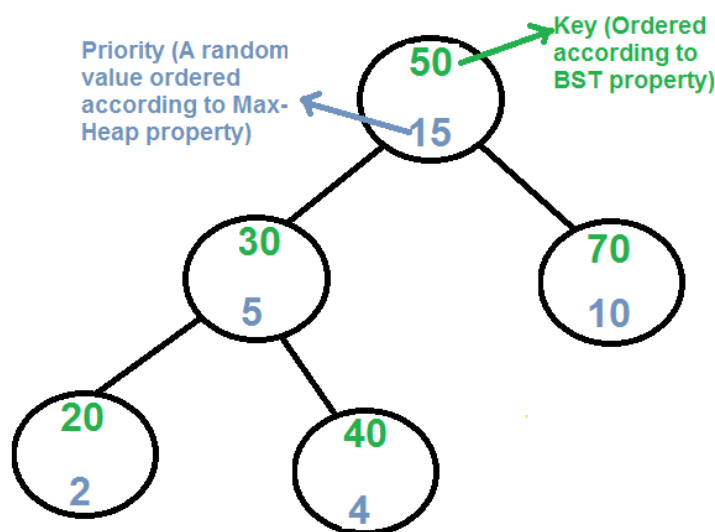 Priority (A random
value ordered
according to Max-
Heap property)
50
Key (Ordered
according to
BST property)
15
30
5
70
10
20
2
40
4